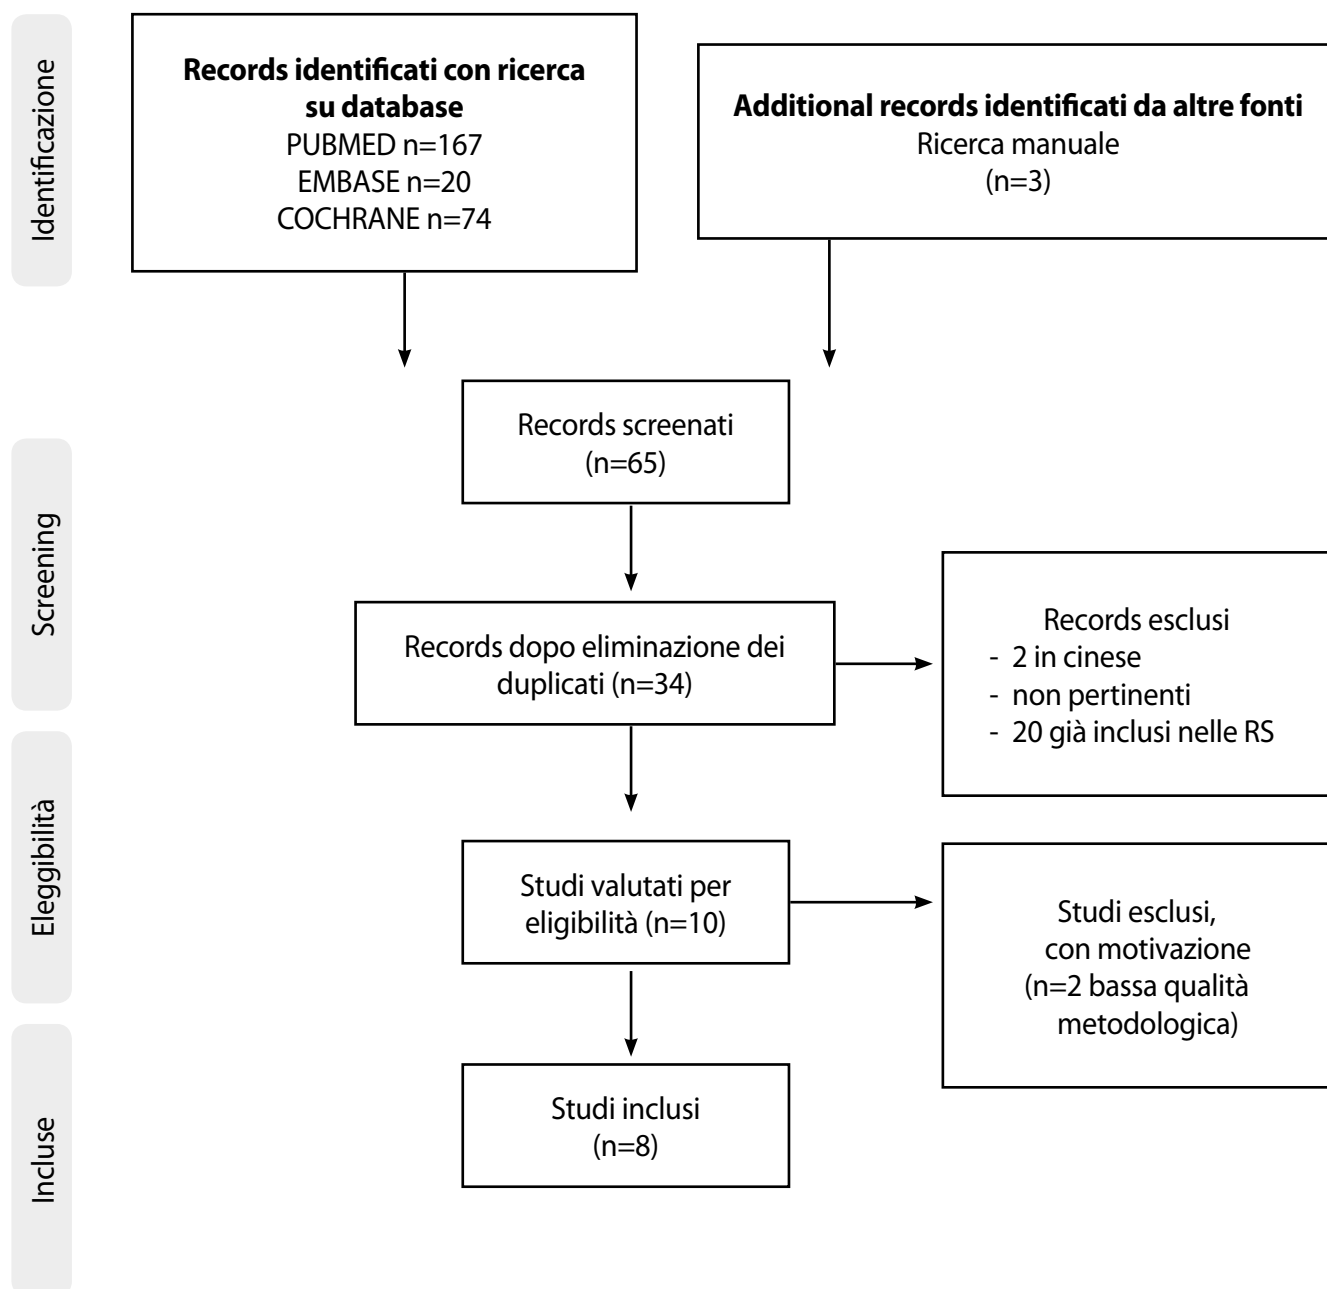 Identificazione
Records identificati con ricerca
su database
PUBMED n=167
EMBASE n=20
COCHRANE n=74
Additional records identificati da altre fonti
Ricerca manuale
(n=3)
Screening
Records screenati
(n=65)
Records dopo eliminazione dei
duplicati (n=34)
Records esclusi
- 2 in cinese
- non pertinenti
- 20 già inclusi nelle RS
Eleggibilità
Studi valutati per
eligibilità (n=10)
Studi esclusi,
con motivazione
(n=2 bassa qualità
metodologica)
Incluse
Studi inclusi
(n=8)